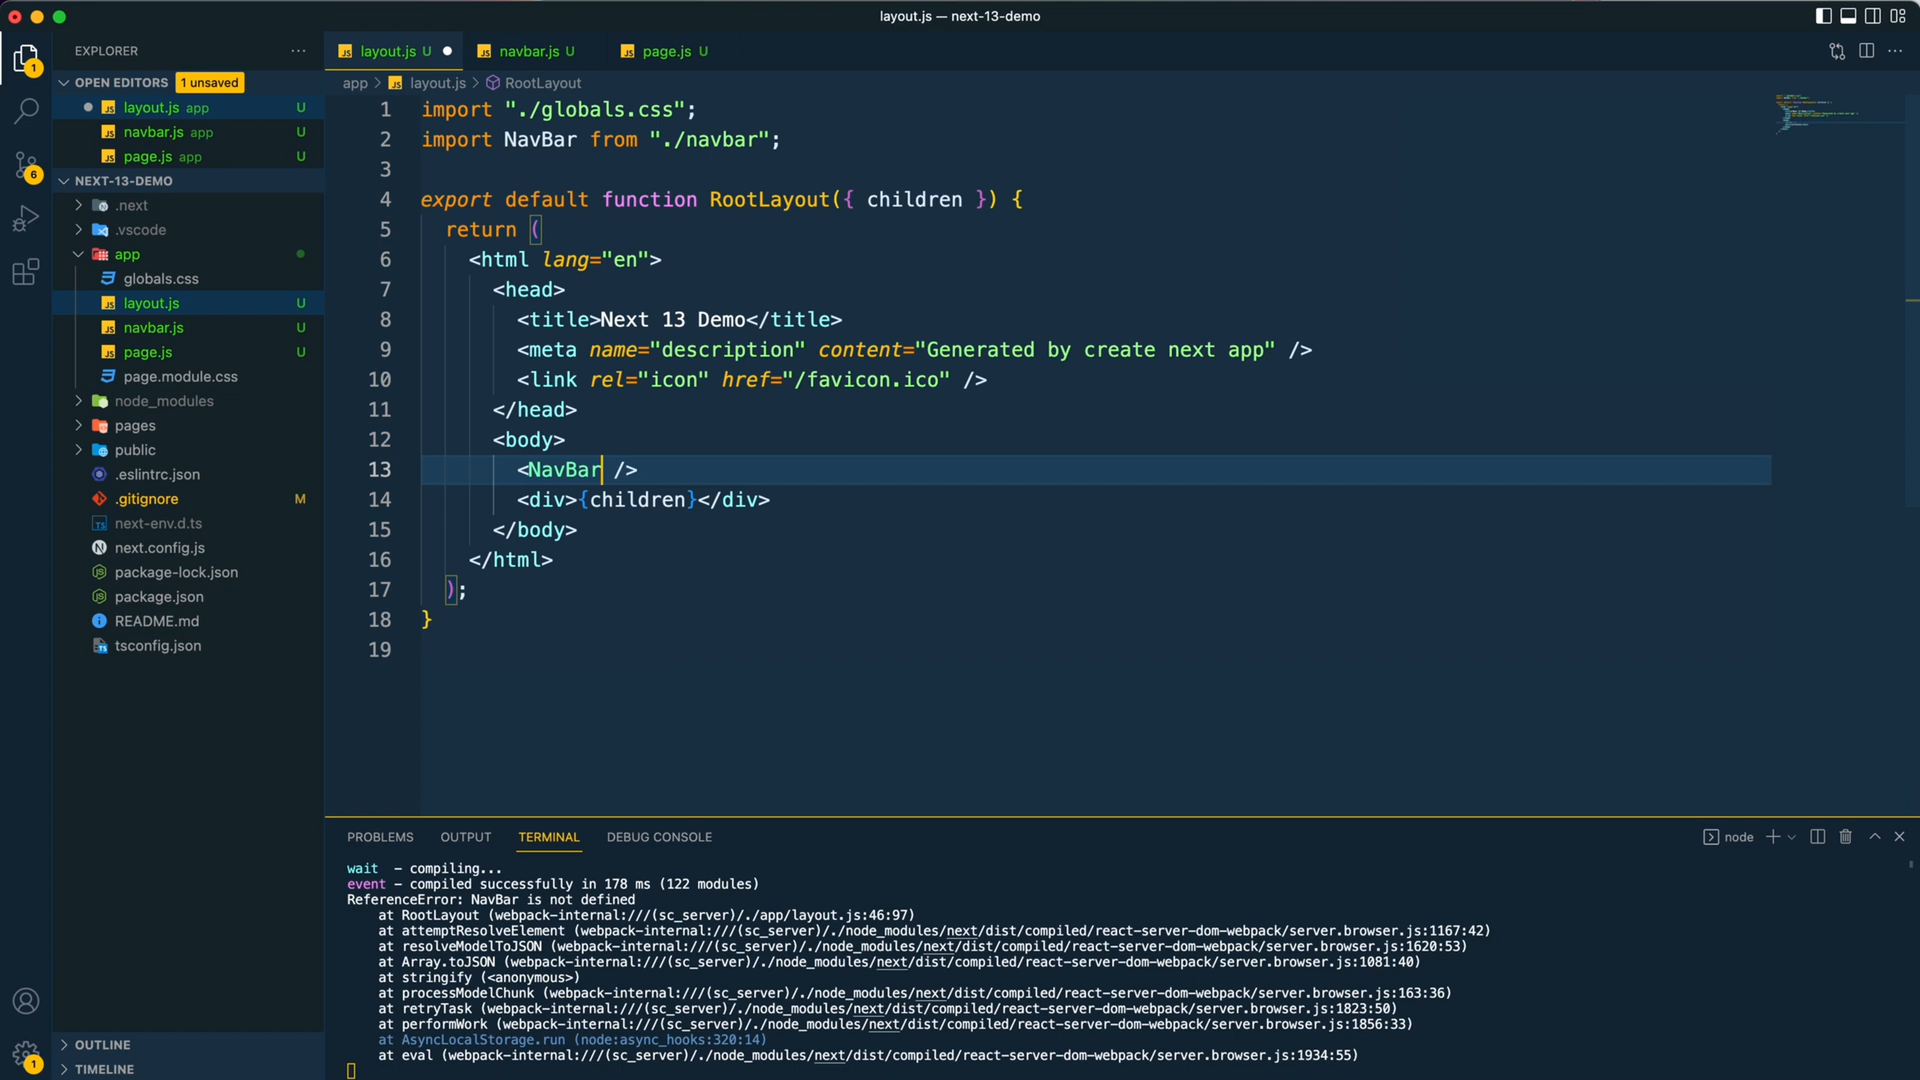 layout.js — next-13-demo
EXPLORER
layout.js U
navbar.js U
page.js U
OPEN EDITORS 1 unsaved
layout.js app U
navbar.js app U
page.js app U
NEXT-13-DEMO
.next
.vscode
app
globals.css
layout.js U
navbar.js U
page.js U
page.module.css
node_modules
pages
public
.eslintrc.json
.gitignore M
next-env.d.ts
next.config.js
package-lock.json
package.json
README.md
tsconfig.json
OUTLINE
TIMELINE
1
6
1
app > layout.js > RootLayout
1 import "./globals.css";
2 import NavBar from "./navbar";
3
4 export default function RootLayout({ children }) {
5 return (
6 <html lang="en">
7 <head>
8 <title>Next 13 Demo</title>
9 <meta name="description" content="Generated by create next app" />
10 <link rel="icon" href="/favicon.ico" />
11 </head>
12 <body>
13 <NavBar />
14 <div>{children}</div>
15 </body>
16 </html>
17 );
18 }
19
PROBLEMS OUTPUT TERMINAL DEBUG CONSOLE
node
wait - compiling...
event - compiled successfully in 178 ms (122 modules)
ReferenceError: NavBar is not defined
at RootLayout (webpack-internal:///(sc_server)/./app/layout.js:46:97)
at attemptResolveElement (webpack-internal:///(sc_server)/./node_modules/next/dist/compiled/react-server-dom-webpack/server.browser.js:1167:42)
at resolveModelToJSON (webpack-internal:///(sc_server)/./node_modules/next/dist/compiled/react-server-dom-webpack/server.browser.js:1620:53)
at Array.toJSON (webpack-internal:///(sc_server)/./node_modules/next/dist/compiled/react-server-dom-webpack/server.browser.js:1081:40)
at stringify (<anonymous>)
at processModelChunk (webpack-internal:///(sc_server)/./node_modules/next/dist/compiled/react-server-dom-webpack/server.browser.js:163:36)
at retryTask (webpack-internal:///(sc_server)/./node_modules/next/dist/compiled/react-server-dom-webpack/server.browser.js:1823:50)
at performWork (webpack-internal:///(sc_server)/./node_modules/next/dist/compiled/react-server-dom-webpack/server.browser.js:1856:33)
at AsyncLocalStorage.run (node:async_hooks:320:14)
at eval (webpack-internal:///(sc_server)/./node_modules/next/dist/compiled/react-server-dom-webpack/server.browser.js:1934:55)